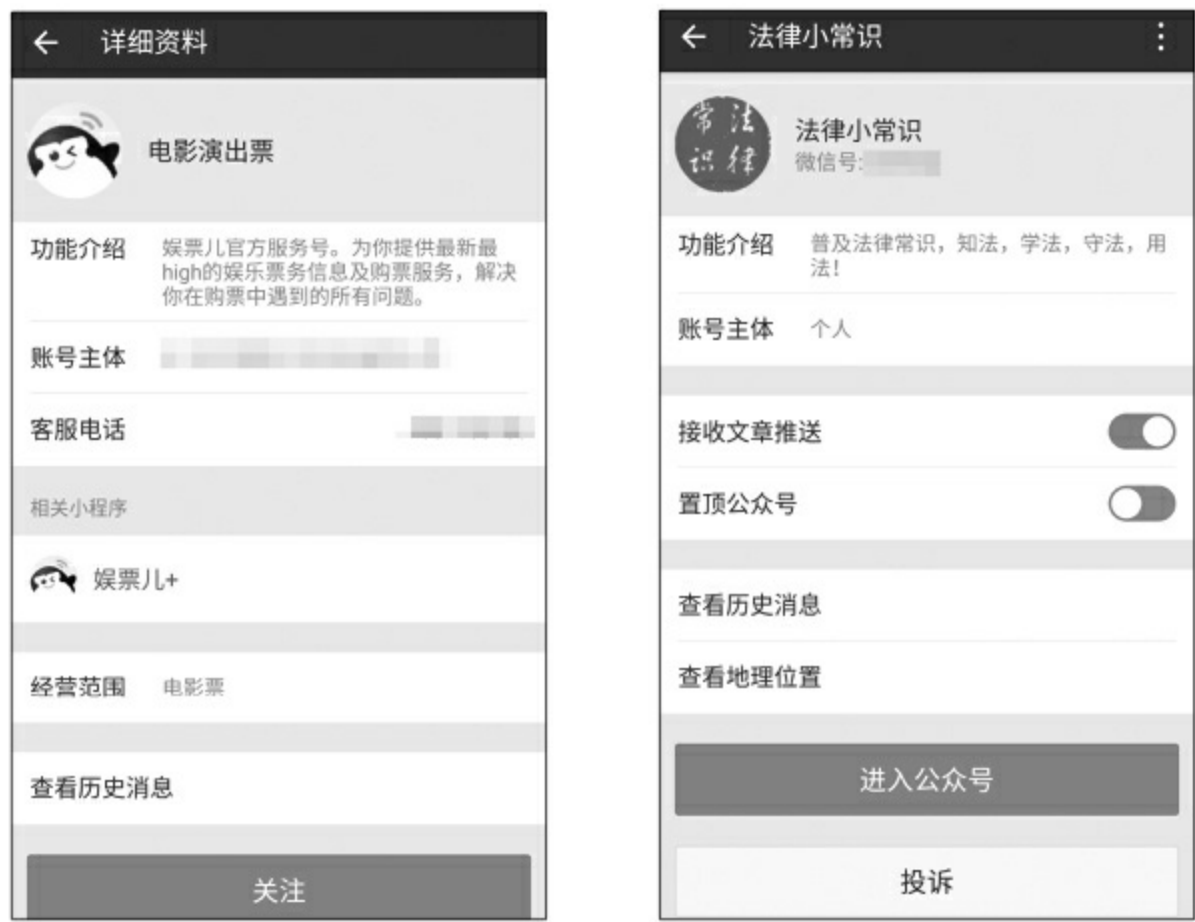 详细资料
电影演出票
功能介绍
娱票儿官方服务号。为你提供最新最
high的娱乐票务信息及购票服务，解决
你在购票中遇到的所有问题。
账号主体
客服电话
相关小程序
娱票儿+
经营范围 电影票
查看历史消息
关注
法律小常识
常法
识律
法律小常识
微信号:
功能介绍
普及法律常识，知法，学法，守法，用
法！
账号主体 个人
接收文章推送
置顶公众号
查看历史消息
查看地理位置
进入公众号
投诉